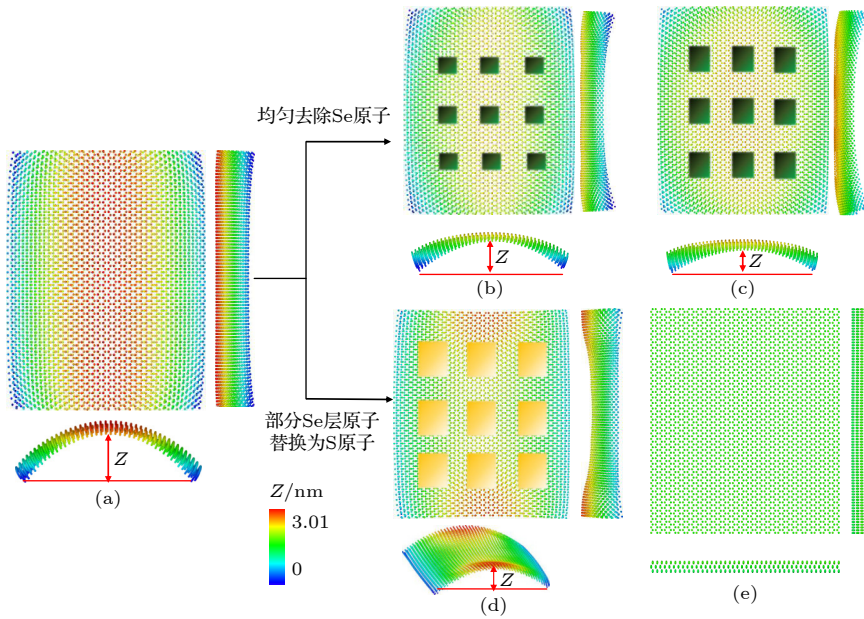 均匀去除Se原子
Z
(a)
Z
(b)
Z
(c)
部分Se层原子
替换为S原子
Z/nm
3.01
0
Z
(d)
(e)